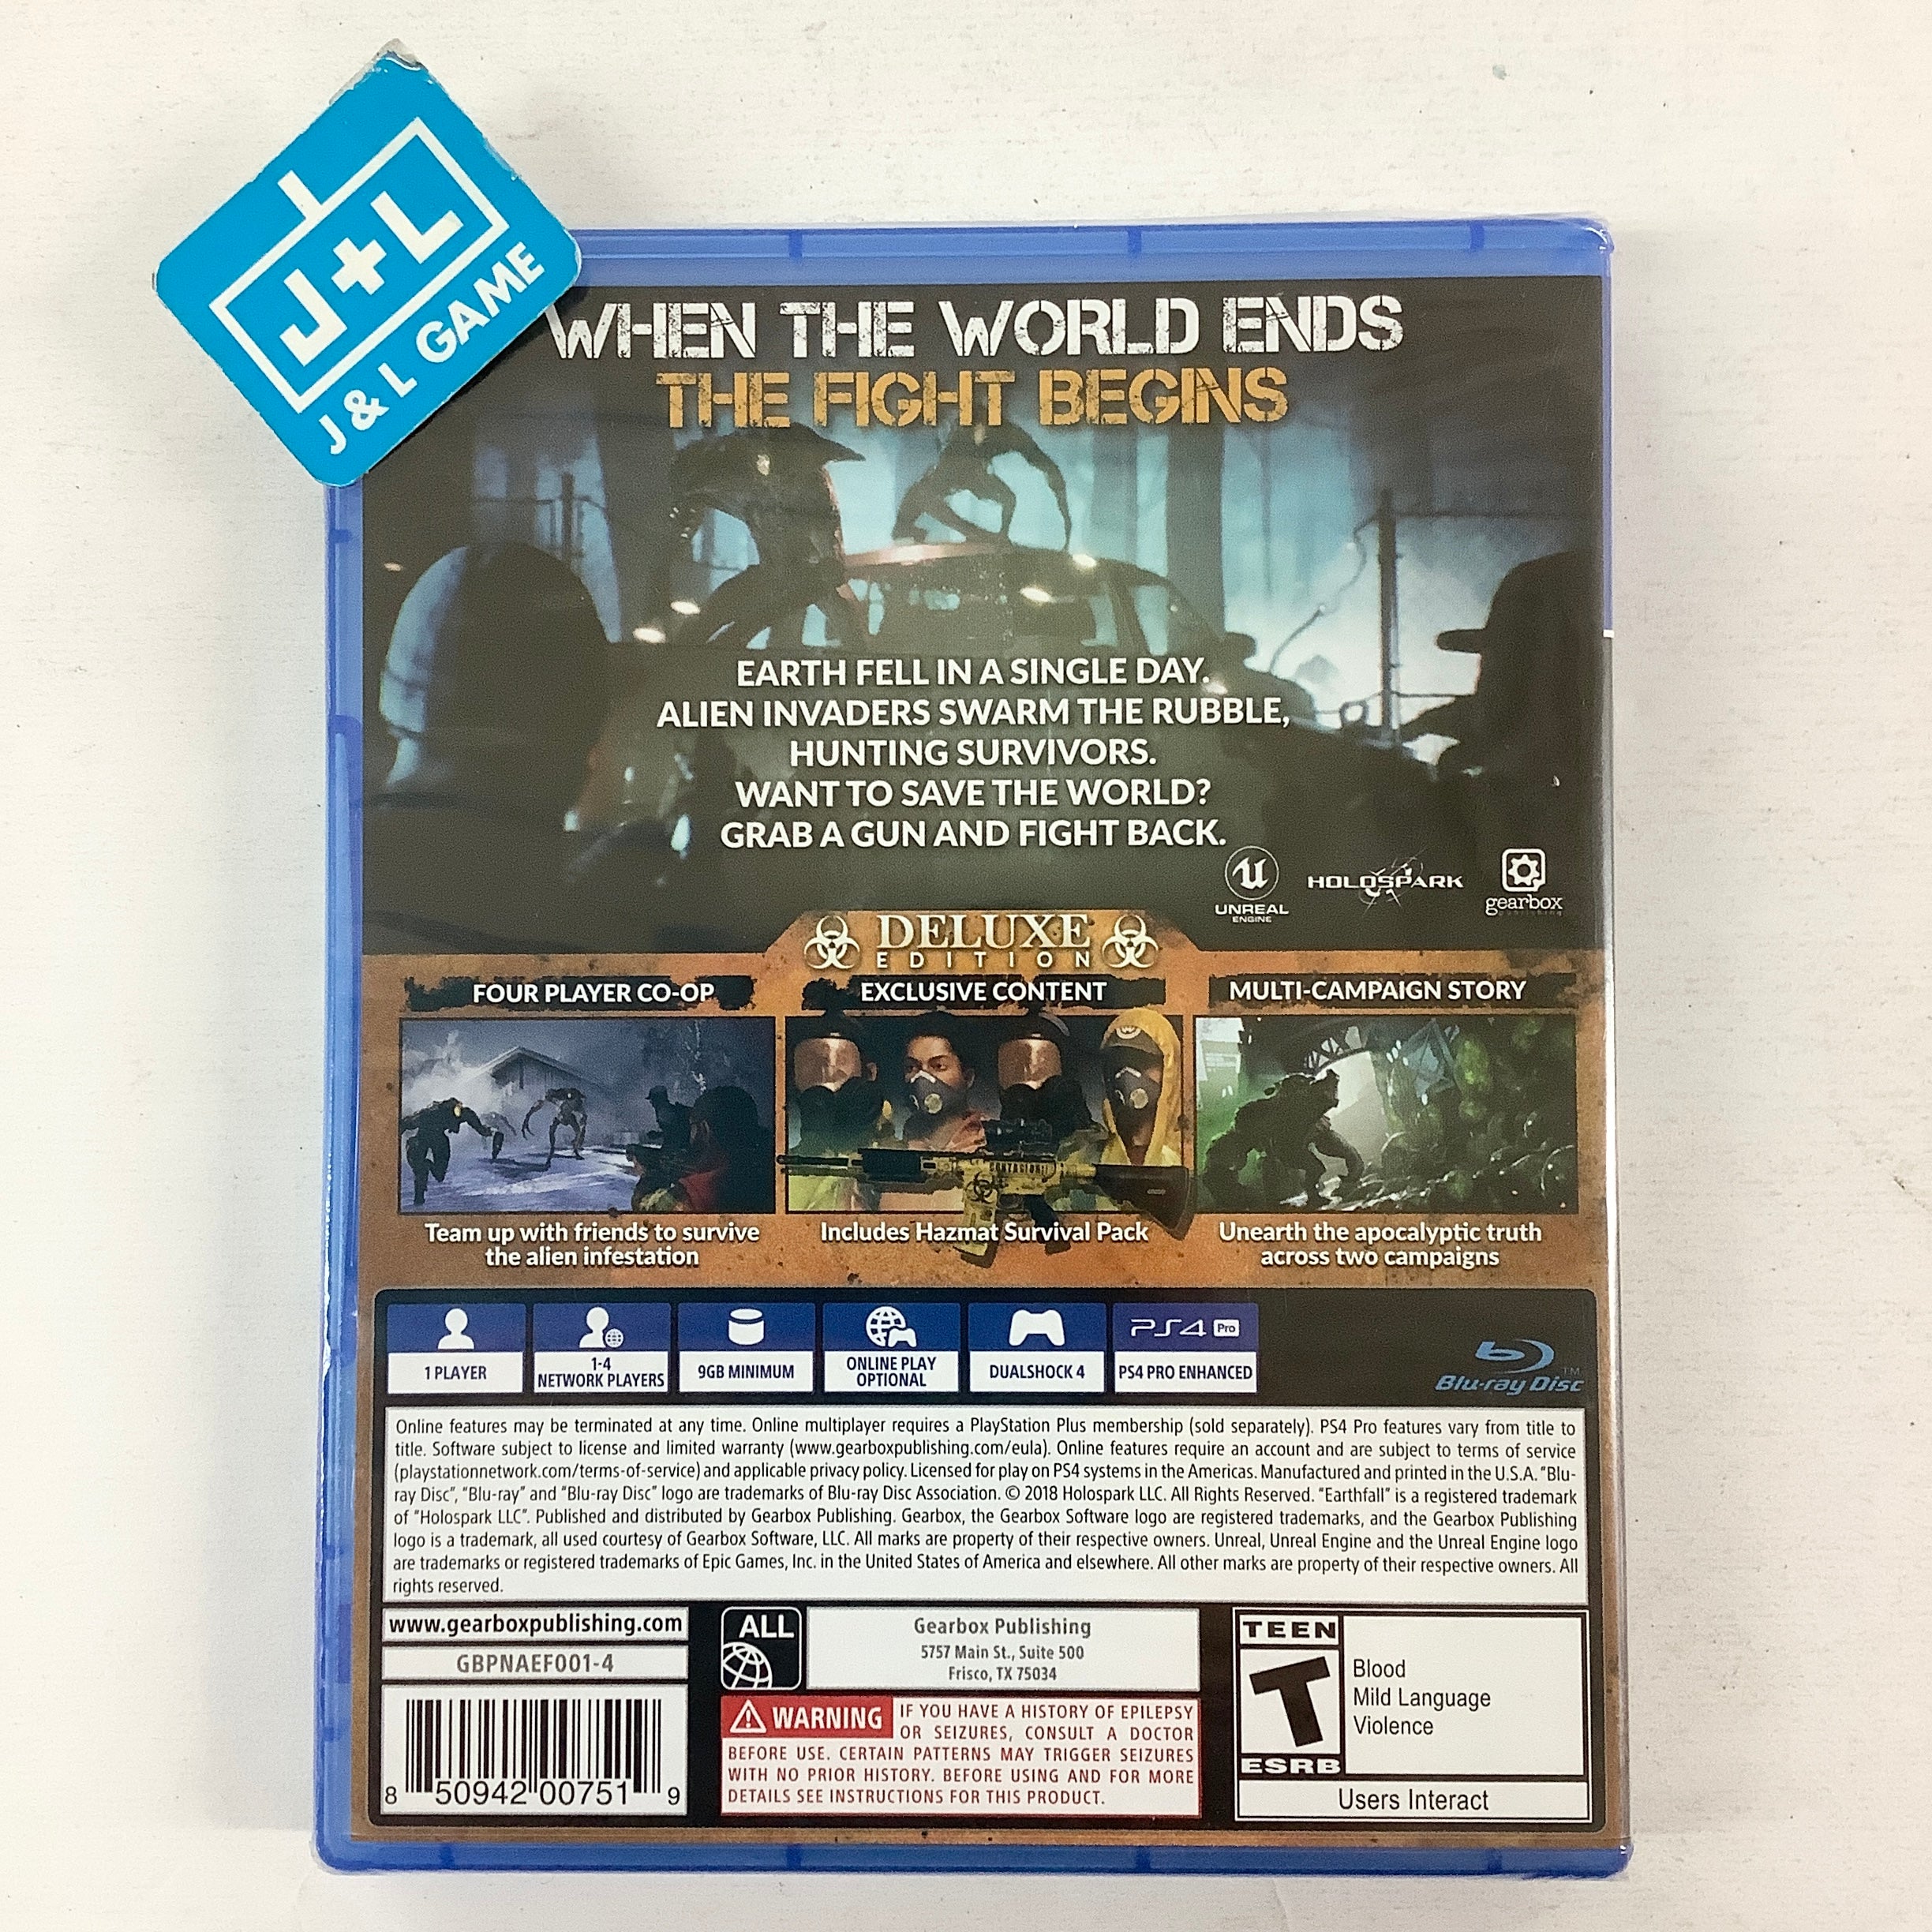 J+L
J & L GAME
WHEN THE WORLD ENDS
THE FIGHT BEGINS
EARTH FELL IN A SINGLE DAY.
ALIEN INVADERS SWARM THE RUBBLE,
HUNTING SURVIVORS.
WANT TO SAVE THE WORLD?
GRAB A GUN AND FIGHT BACK.
UNREAL
ENGINE
HOLOSPARK
gearbox
publishing
DELUXE
EDITION
FOUR PLAYER CO-OP
EXCLUSIVE CONTENT
MULTI-CAMPAIGN STORY
CONTAGION!!
Team up with friends to survive
the alien infestation
Includes Hazmat Survival Pack
Unearth the apocalyptic truth
across two campaigns
1 PLAYER
1-4
NETWORK PLAYERS
9GB MINIMUM
ONLINE PLAY
OPTIONAL
DUALSHOCK 4
PS4 Pro
PS4 PRO ENHANCED
Blu-ray Disc™
Online features may be terminated at any time. Online multiplayer requires a PlayStation Plus membership (sold separately). PS4 Pro features vary from title to
title. Software subject to license and limited warranty (www.gearboxpublishing.com/eula). Online features require an account and are subject to terms of service
(playstationnetwork.com/terms-of-service) and applicable privacy policy. Licensed for play on PS4 systems in the Americas. Manufactured and printed in the U.S.A. "Blu-
ray Disc", "Blu-ray" and "Blu-ray Disc" logo are trademarks of Blu-ray Disc Association. © 2018 Holospark LLC. All Rights Reserved. "Earthfall" is a registered trademark
of "Holospark LLC". Published and distributed by Gearbox Publishing. Gearbox, the Gearbox Software logo are registered trademarks, and the Gearbox Publishing
logo is a trademark, all used courtesy of Gearbox Software, LLC. All marks are property of their respective owners. Unreal, Unreal Engine and the Unreal Engine logo
are trademarks or registered trademarks of Epic Games, Inc. in the United States of America and elsewhere. All other marks are property of their respective owners. All
rights reserved.
www.gearboxpublishing.com
GBPNAEF001-4
8 50942 00751 9
ALL
Gearbox Publishing
5757 Main St., Suite 500
Frisco, TX 75034
WARNING IF YOU HAVE A HISTORY OF EPILEPSY
OR SEIZURES, CONSULT A DOCTOR
BEFORE USE. CERTAIN PATTERNS MAY TRIGGER SEIZURES
WITH NO PRIOR HISTORY. BEFORE USING AND FOR MORE
DETAILS SEE INSTRUCTIONS FOR THIS PRODUCT.
TEEN
T
ESRB
Blood
Mild Language
Violence
Users Interact